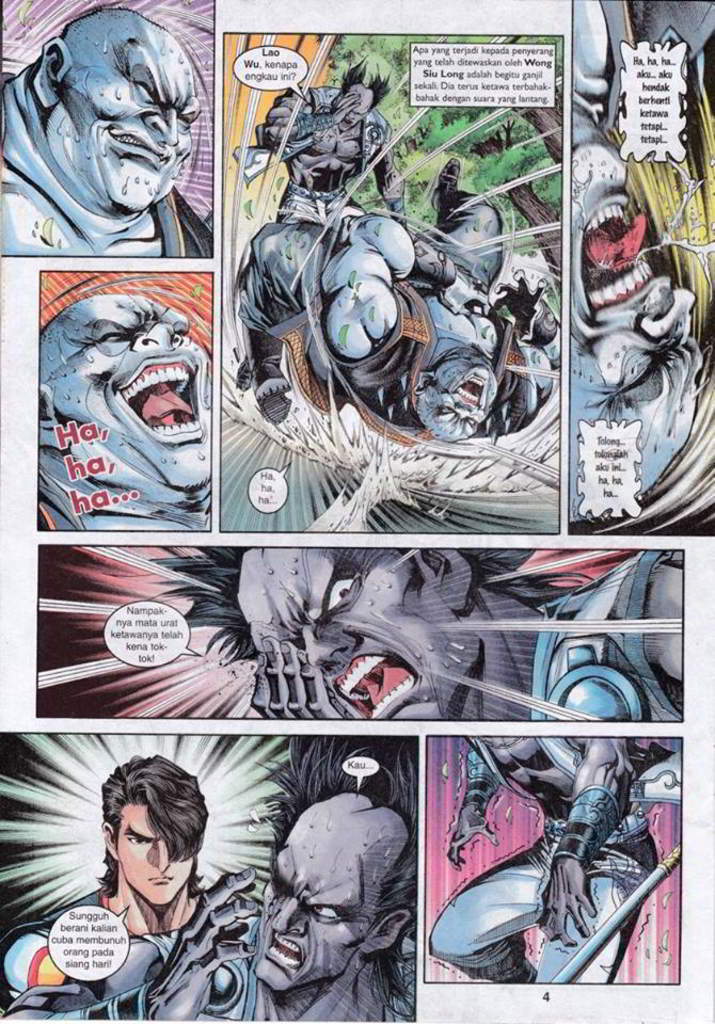 Lao
Wu, kenapa
engkau ini?
Apa yang terjadi kepada penyerang
yang telah ditewaskan oleh Wong
Siu Long adalah begitu ganjil
sekali. Dia terus ketawa terbahak-
bahak dengan suara yang lantang.
Ha, ha, ha...
aku... aku
hendak
berhenti
ketawa
tetapi...
tetapi...
Ha,
ha,
ha...
Ha,
ha,
ha!...
Tolong...
tolonglah
aku ini...
ha, ha,
ha...
Nampak-
nya mata urat
ketawanya telah
kena tok-
tok!
Kau...
Sungguh
berani kalian
cuba membunuh
orang pada
siang hari!
4